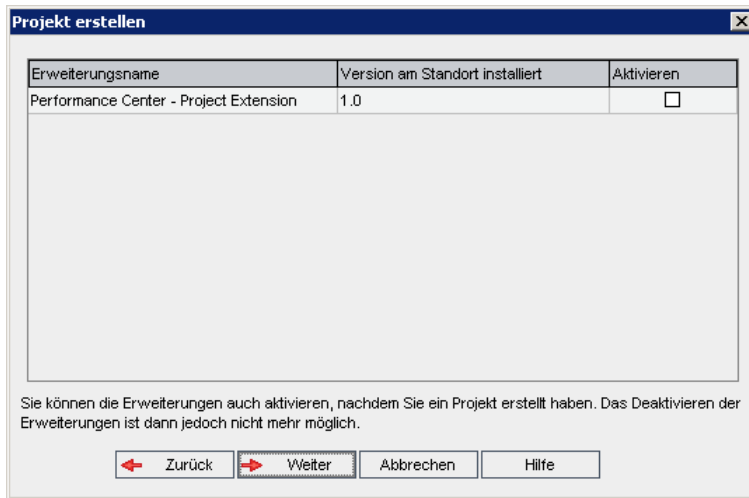 Projekt erstellen
Erweiterungsname Version am Standort installiert Aktivieren
Performance Center - Project Extension 1.0
Sie können die Erweiterungen auch aktivieren, nachdem Sie ein Projekt erstellt haben. Das Deaktivieren der
Erweiterungen ist dann jedoch nicht mehr möglich.
Zurück Weiter Abbrechen Hilfe